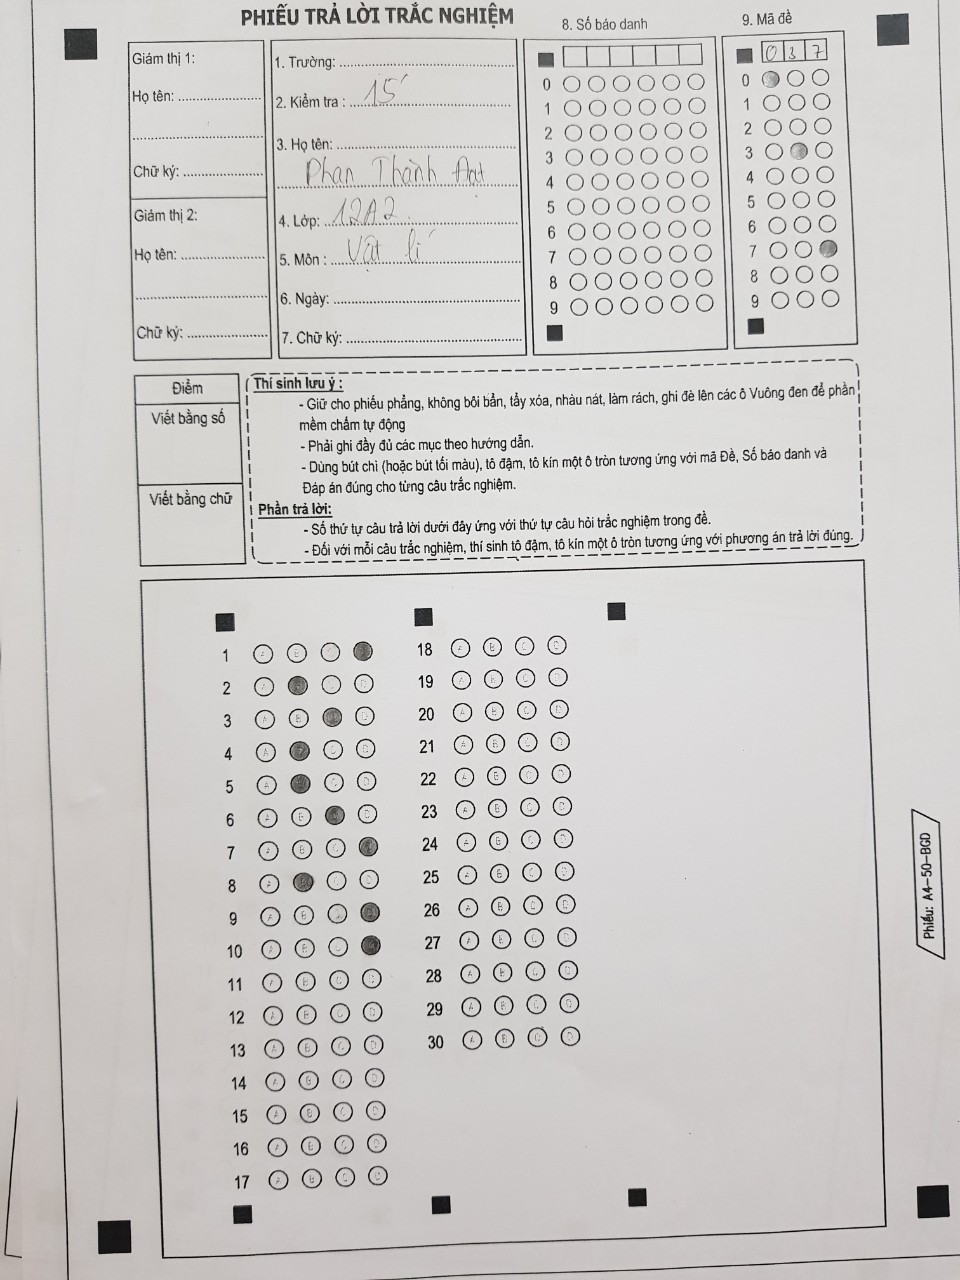 PHIẾU TRẢ LỜI TRẮC NGHIỆM
Giám thị 1:
Họ tên: ........................
........................
Chữ ký: ........................
Giám thị 2:
Họ tên: ........................
........................
Chữ ký: ........................
1. Trường: ........................
2. Kiểm tra : 15'
3. Họ tên: ........................
Phan Thành Đạt
4. Lớp: 12A2
5. Môn : Vật lí
6. Ngày: ........................
7. Chữ ký: ........................
8. Số báo danh
0
1
2
3
4
5
6
7
8
9
9. Mã đề
0 3 7
0
1
2
3
4
5
6
7
8
9
Điểm
Viết bằng số
Viết bằng chữ
Thí sinh lưu ý :
- Giữ cho phiếu phẳng, không bôi bẩn, tẩy xóa, nhàu nát, làm rách, ghi đè lên các ô Vuông đen để phần
mềm chấm tự động
- Phải ghi đầy đủ các mục theo hướng dẫn.
- Dùng bút chì (hoặc bút tối màu), tô đậm, tô kín một ô tròn tương ứng với mã Đề, Số báo danh và
Đáp án đúng cho từng câu trắc nghiệm.
Phần trả lời:
- Số thứ tự câu trả lời dưới đây ứng với thứ tự câu hỏi trắc nghiệm trong đề.
- Đối với mỗi câu trắc nghiệm, thí sinh tô đậm, tô kín một ô tròn tương ứng với phương án trả lời đúng.
1 A B C
2 A C D
3 A B D
4 A C D
5 A C D
6 A B D
7 A B C
8 A C D
9 A B C
10 A B C
11 A B C D
12 A B C D
13 A B C D
14 A B C D
15 A B C D
16 A B C D
17 A B C D
18 A B C D
19 A B C D
20 A B C D
21 A B C D
22 A B C D
23 A B C D
24 A B C D
25 A B C D
26 A B C D
27 A B C D
28 A B C D
29 A B C D
30 A B C D
Phiếu: A4-50-BGD